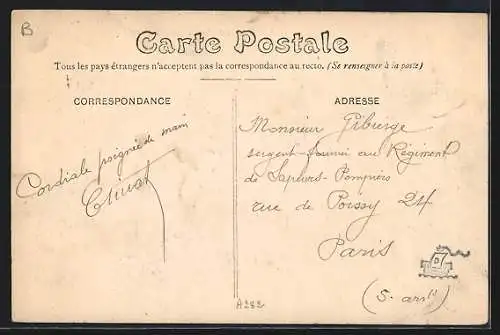 B
Carte Postale
Tous les pays étrangers n'acceptent pas la correspondance au recto. (Se renseigner à la poste)
CORRESPONDANCE
Cordiale poignée de main
ADRESSE
Monsieur Pibierge
sergent-fourrier au Régiment
de Sapeurs-Pompiers
rue de Poissy 24
Paris
(5. arrt)
A282